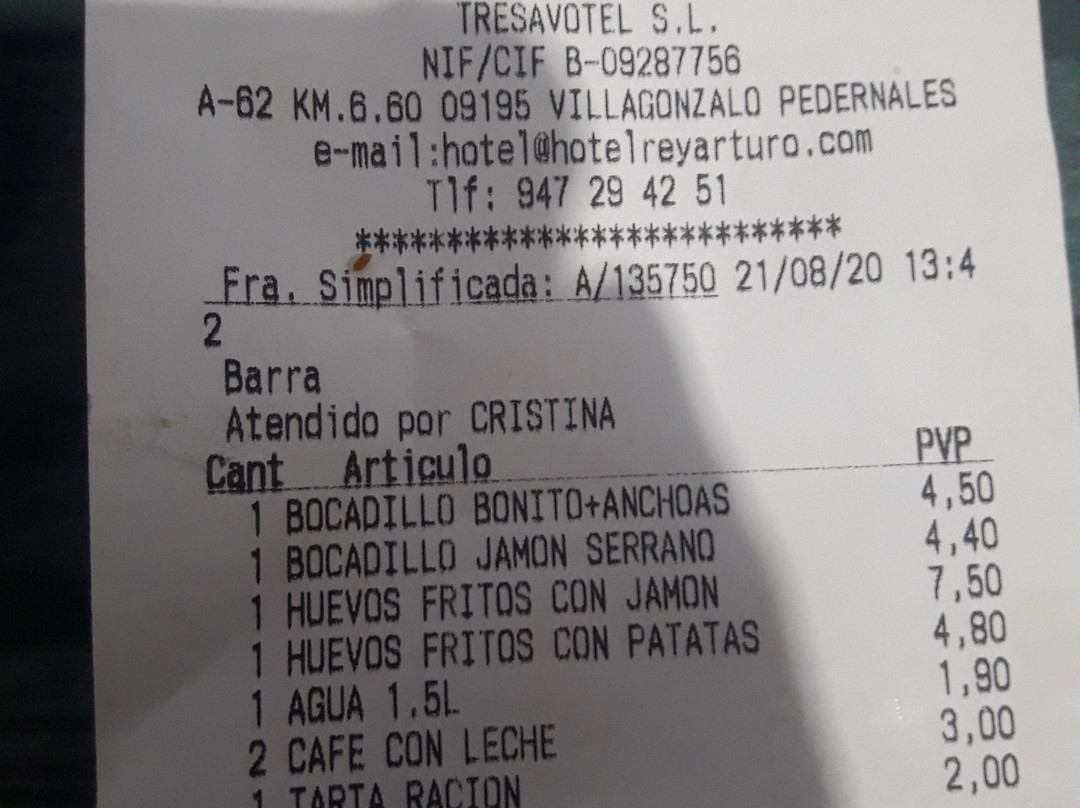 TRESAVOTEL S.L.
NIF/CIF B-09287756
A-62 KM.6.60 09195 VILLAGONZALO PEDERNALES
e-mail:hotel@hotelreyarturo.com
Tlf: 947 29 42 51
***************************
Fra. Simplificada: A/135750 21/08/20 13:4
2
Barra
Atendido por CRISTINA
Cant Articulo PVP
1 BOCADILLO BONITO+ANCHOAS 4,50
1 BOCADILLO JAMON SERRANO 4,40
1 HUEVOS FRITOS CON JAMON 7,50
1 HUEVOS FRITOS CON PATATAS 4,80
1 AGUA 1.5L 1,90
2 CAFE CON LECHE 3,00
1 TARTA RACION 2,00